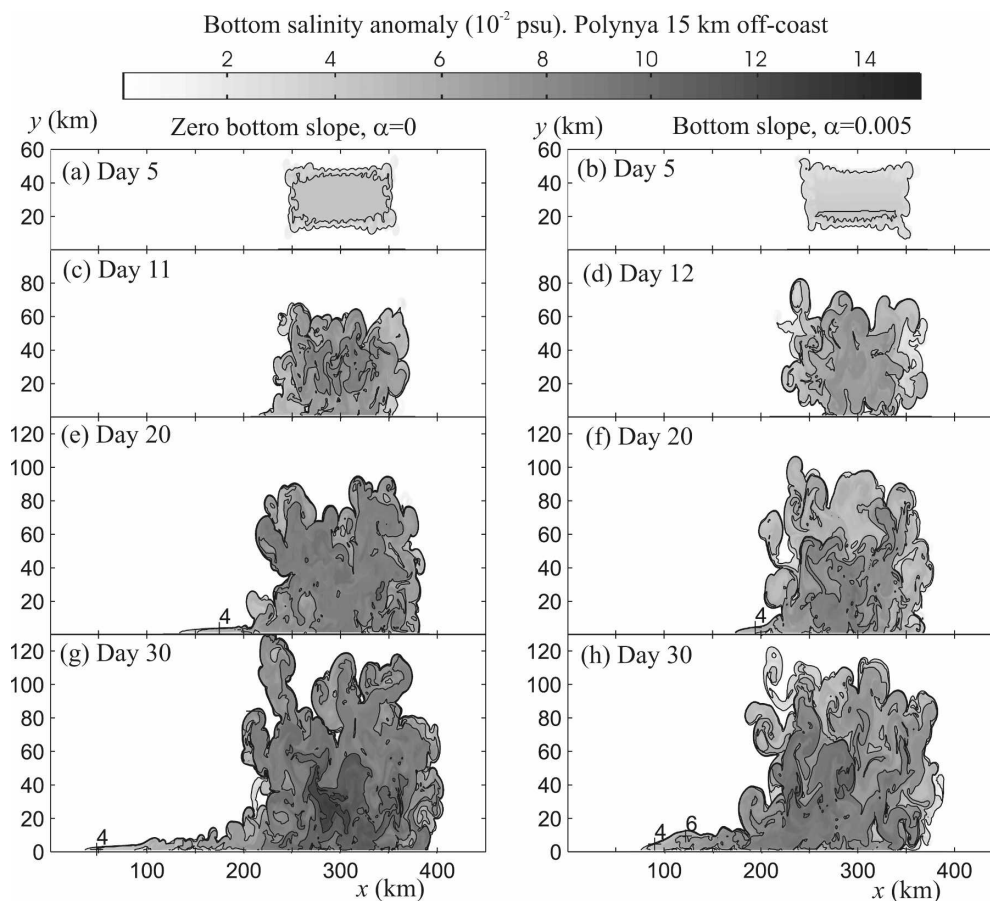 Bottom salinity anomaly (10⁻² psu). Polynya 15 km off-coast
2 4 6 8 10 12 14
y (km) Zero bottom slope, α=0 y (km) Bottom slope, α=0.005
60 60
(a) Day 5 (b) Day 5
40 40
20 20
(c) Day 11 (d) Day 12
80 80
60 60
40 40
20 20
(e) Day 20 (f) Day 20
120 120
100 100
80 80
60 60
40 40
20 20
4 4
(g) Day 30 (h) Day 30
120 120
100 100
80 80
60 60
40 40
20 20
4 4 6
0 0
0 100 200 300 400 0 100 200 300 400
x (km) x (km)